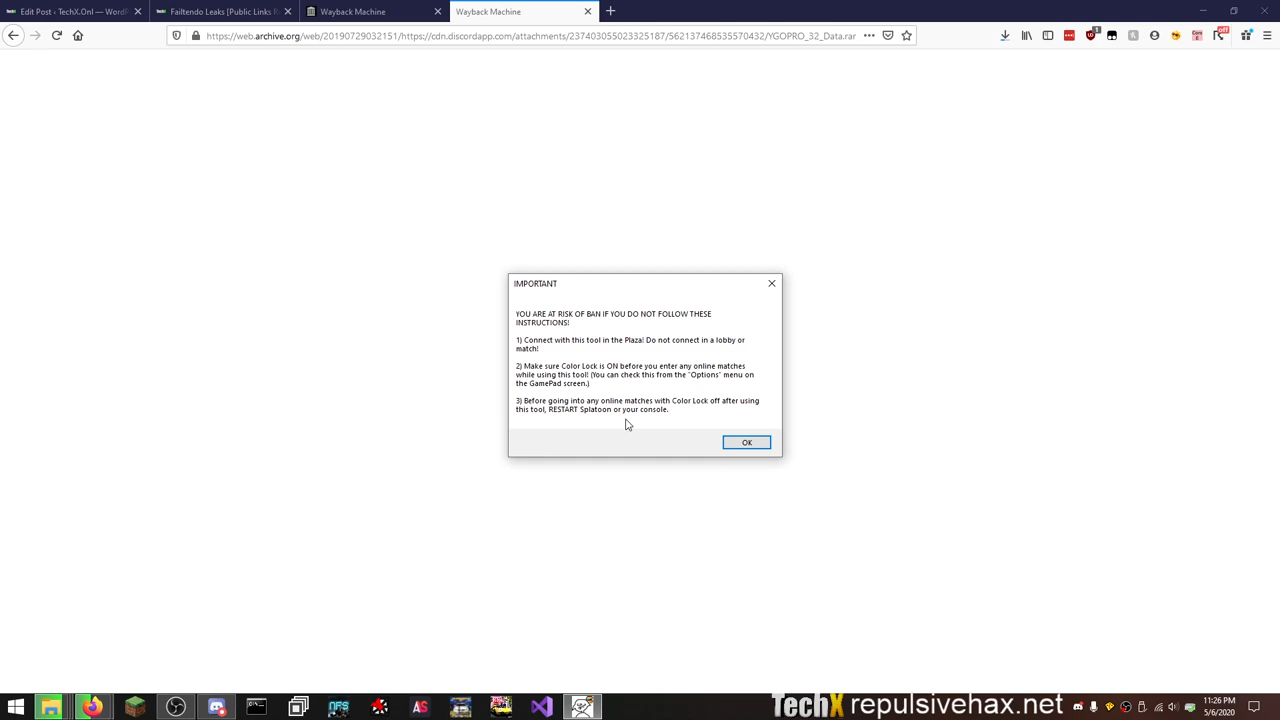 Edit Post - TechX.Onl — WordP
Failtendo Leaks [Public Links R
Wayback Machine
Wayback Machine
https://web.archive.org/web/20190729032151/https://cdn.discordapp.com/attachments/237403055023325187/562137468535570432/YGOPRO_32_Data.rar
1
off
IMPORTANT
YOU ARE AT RISK OF BAN IF YOU DO NOT FOLLOW THESE
INSTRUCTIONS!
1) Connect with this tool in the Plaza! Do not connect in a lobby or
match!
2) Make sure Color Lock is ON before you enter any online matches
while using this tool! (You can check this from the "Options" menu on
the GamePad screen.)
3) Before going into any online matches with Color Lock off after using
this tool, RESTART Splatoon or your console.
OK
NFS
AS
TechX repulsivehax.net
11:26 PM
5/6/2020